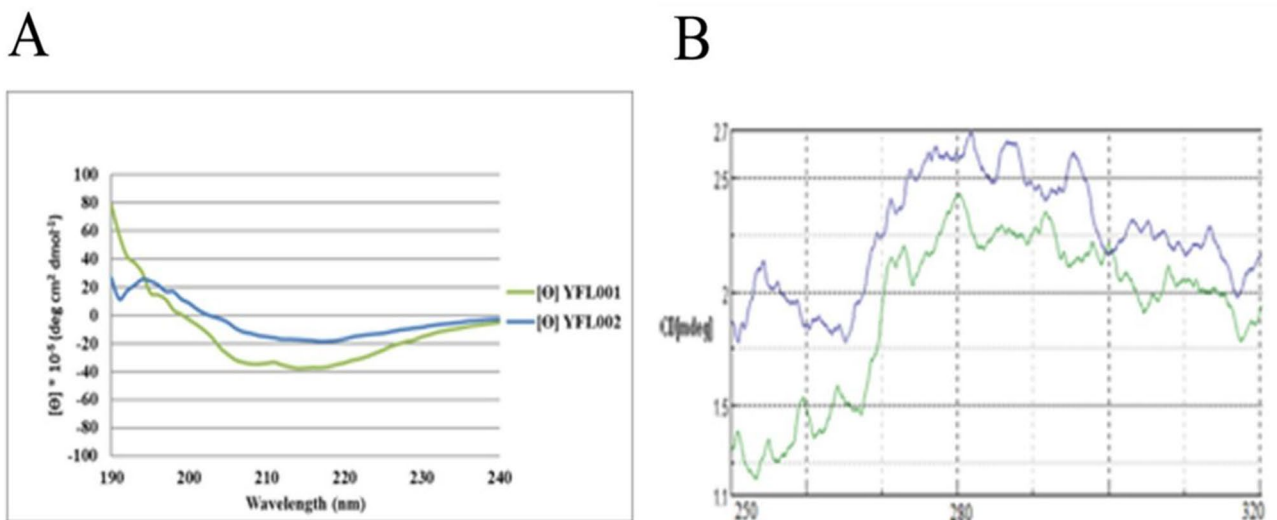 A
B
100
80
60
40
20
0
-20
-40
-60
-80
-100
[Θ] * 10⁻⁵ (deg cm² dmol⁻¹)
190 200 210 220 230 240
Wavelength (nm)
[Θ] YFL001
[Θ] YFL002
2.7
2.5
2
1.5
1.1
CD[mdeg]
250 280 320